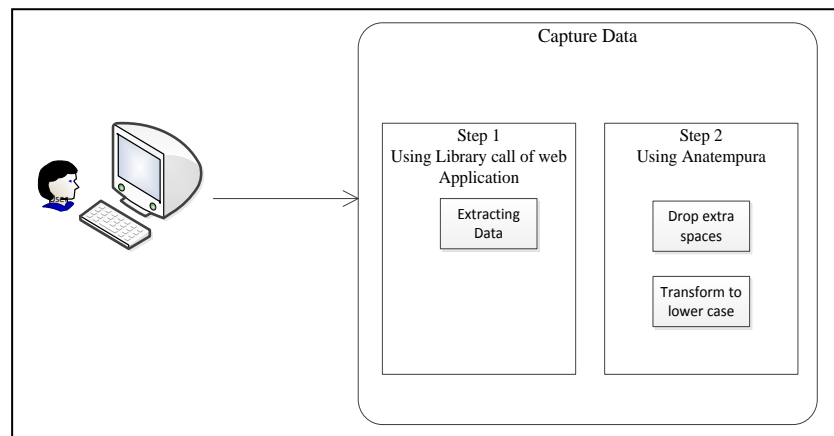 Capture Data
Step 1
Using Library call of web
Application
Extracting
Data
Step 2
Using Anatempura
Drop extra
spaces
Transform to
lower case
User